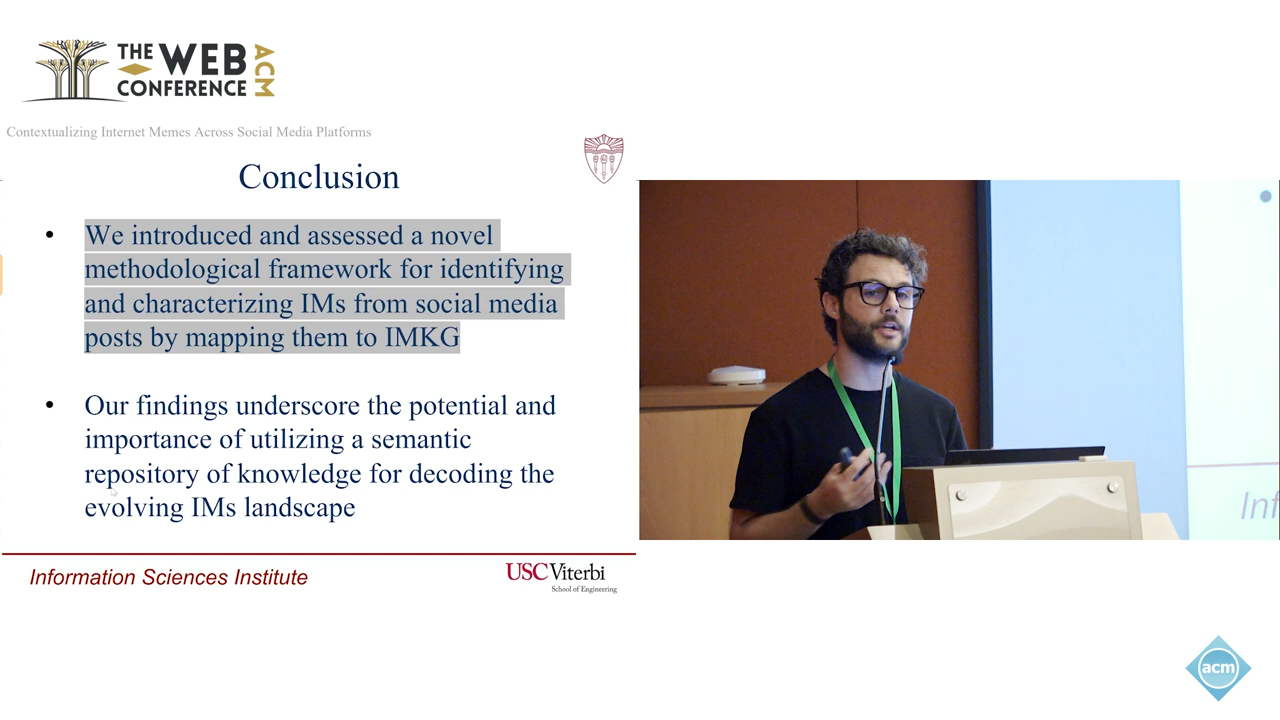 THE WEB
CONFERENCE
ACM
Contextualizing Internet Memes Across Social Media Platforms
Conclusion
• We introduced and assessed a novel
methodological framework for identifying
and characterizing IMs from social media
posts by mapping them to IMKG
• Our findings underscore the potential and
importance of utilizing a semantic
repository of knowledge for decoding the
evolving IMs landscape
Information Sciences Institute
USC Viterbi
School of Engineering
Inf
acm